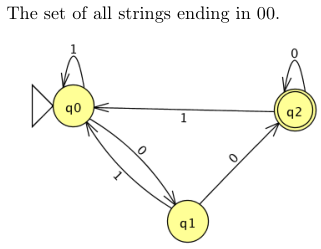 The set of all strings ending in 00.
1
0
q0
q2
1
0
1
0
q1